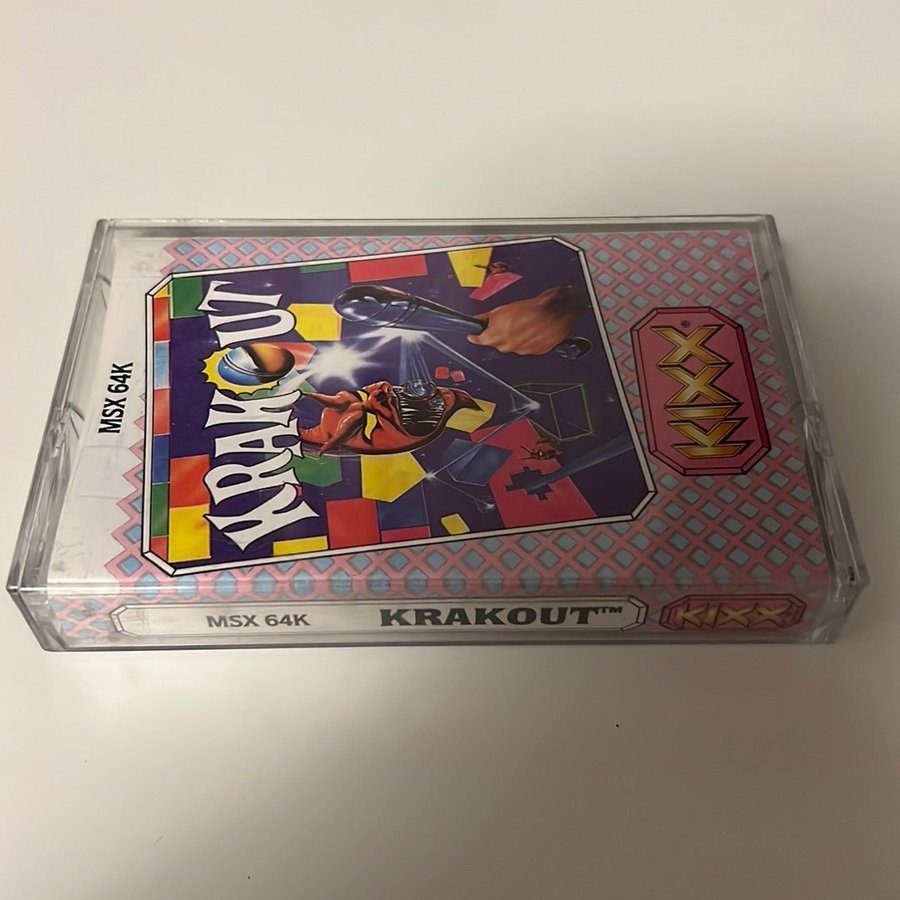 MSX 64K
KRAKOUT
KIXX®
MSX 64K KRAKOUT™ KIXX